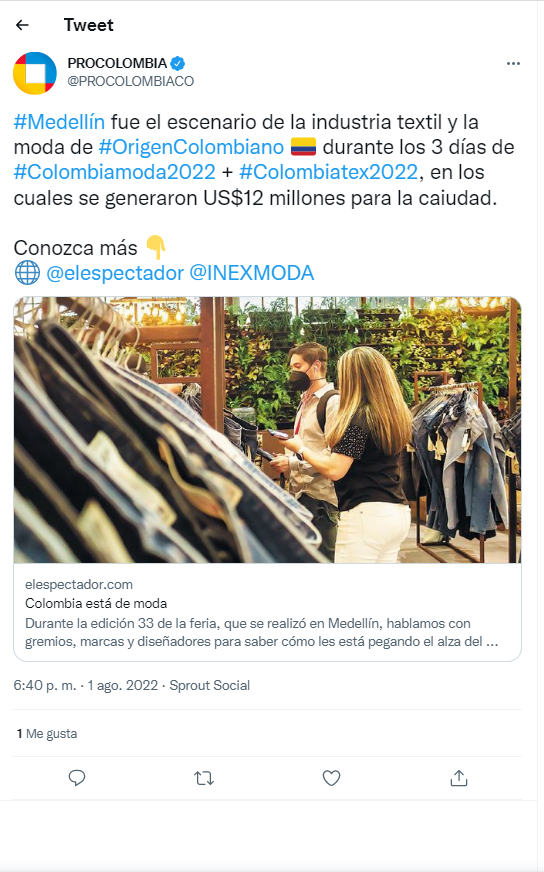 Tweet
PROCOLOMBIA
@PROCOLOMBIACO
#Medellín fue el escenario de la industria textil y la
moda de #OrigenColombiano 🇨🇴 durante los 3 días de
#Colombiamoda2022 + #Colombiatex2022, en los
cuales se generaron US$12 millones para la caiudad.
Conozca más 👇
🌐 @elespectador @INEXMODA
elespectador.com
Colombia está de moda
Durante la edición 33 de la feria, que se realizó en Medellín, hablamos con
gremios, marcas y diseñadores para saber cómo les está pegando el alza del ...
6:40 p. m. · 1 ago. 2022 · Sprout Social
1 Me gusta